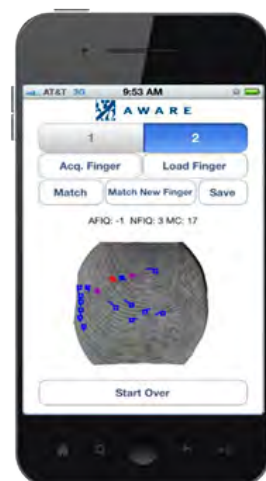 AT&T 3G 9:53 AM
AWARE
1 2
Acq. Finger Load Finger
Match Match New Finger Save
AFIQ: -1 NFIQ: 3 MC: 17
Start Over